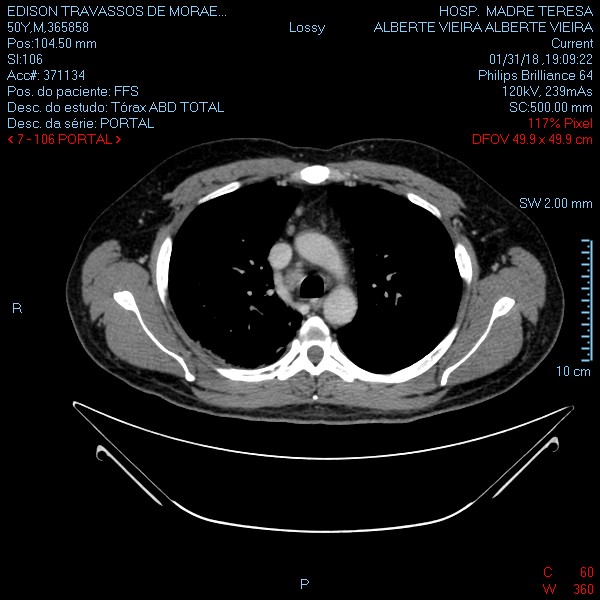 EDISON TRAVASSOS DE MORAE...
50Y,M,365858
Pos:104.50 mm
Sl:106
Acc#: 371134
Pos. do paciente: FFS
Desc. do estudo: Tórax ABD TOTAL
Desc. da série: PORTAL
< 7 - 106 PORTAL >
Lossy
HOSP. MADRE TERESA
ALBERTE VIEIRA ALBERTE VIEIRA
Current
01/31/18 ,19:09:22
Philips Brilliance 64
120kV, 239mAs
SC:500.00 mm
117% Pixel
DFOV 49.9 x 49.9 cm
SW 2.00 mm
R
10 cm
P
C 60
W 360